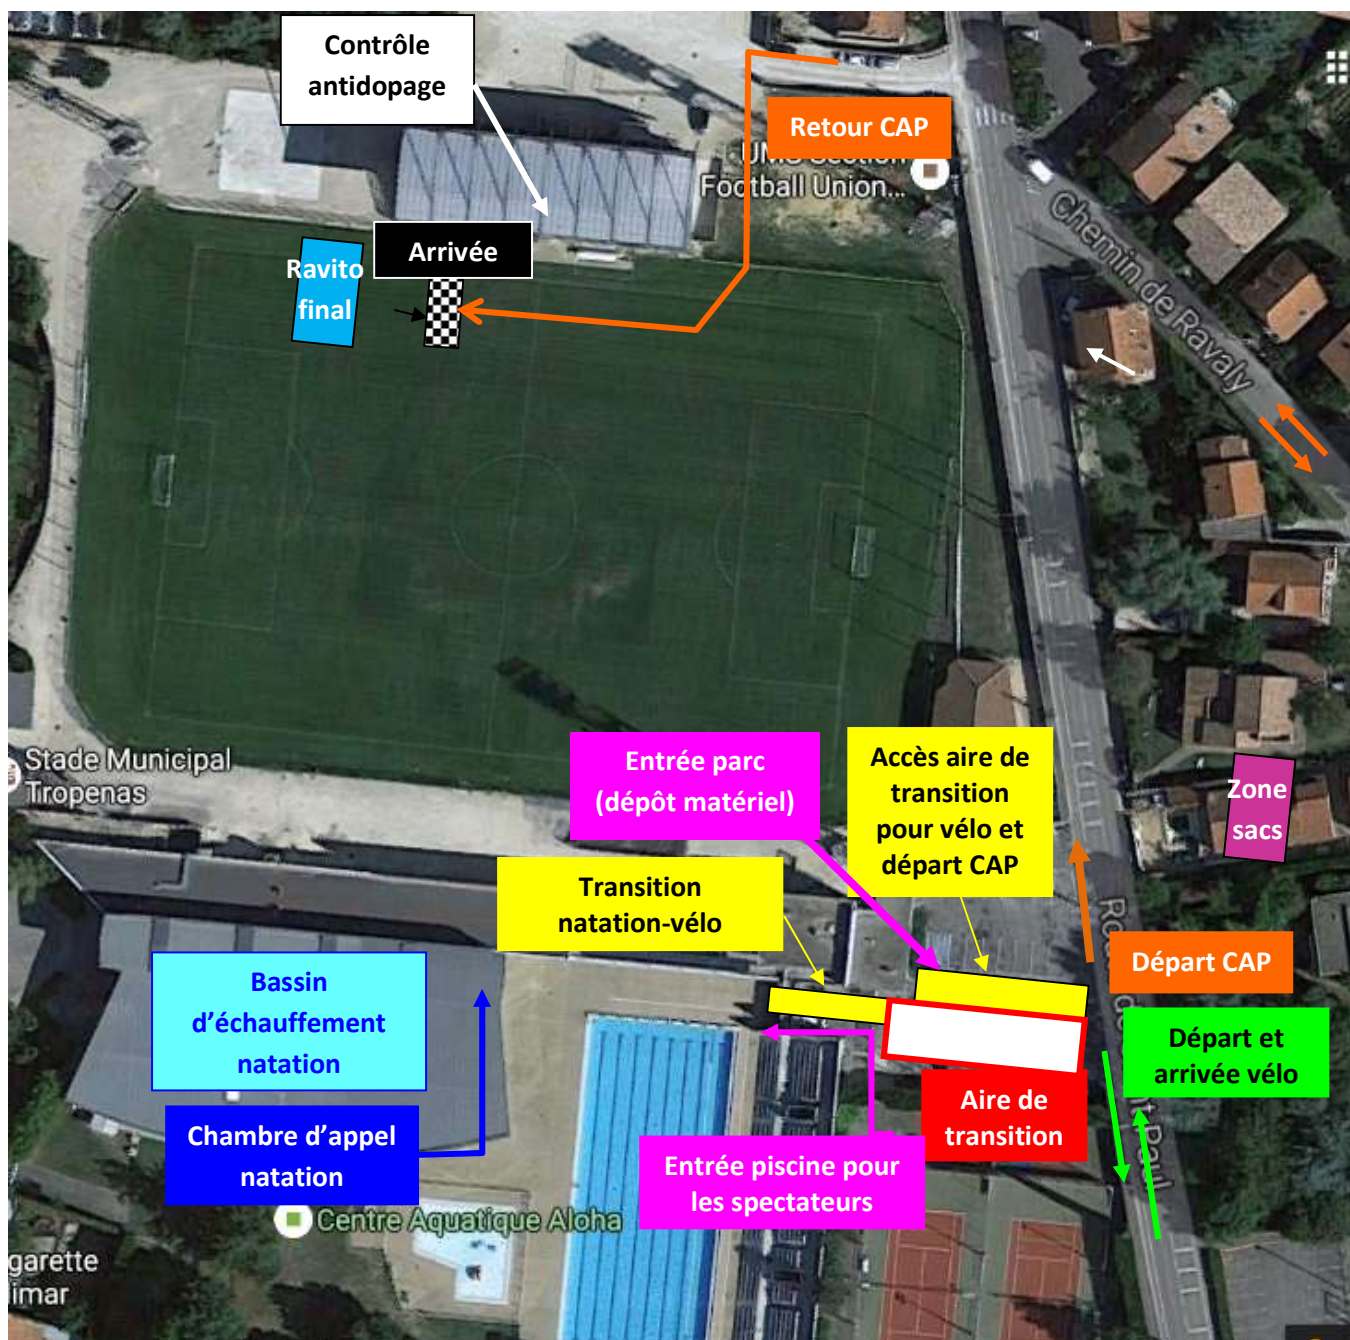 Contrôle
antidopage
Retour CAP
UMS Section
Football Union...
Chemin de Ravaly
Arrivée
Ravito
final
Stade Municipal
Tropenas
Entrée parc
(dépôt matériel)
Accès aire de
transition
pour vélo et
départ CAP
Zone
sacs
Transition
natation-vélo
Départ CAP
Bassin
d'échauffement
natation
Départ et
arrivée vélo
Chambre d'appel
natation
Aire de
transition
Entrée piscine pour
les spectateurs
Centre Aquatique Aloha
garette
limar